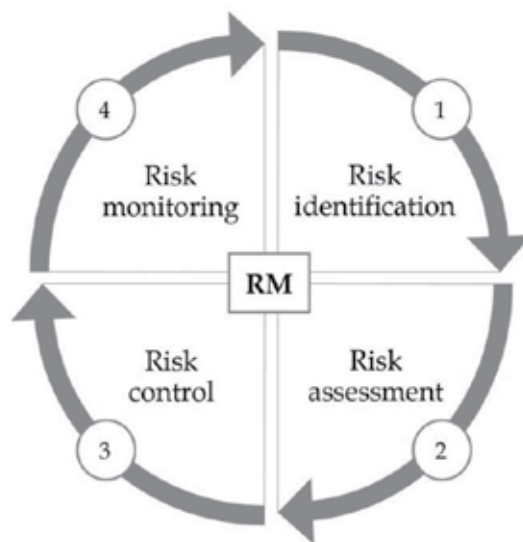 4
1
Risk
monitoring
Risk
identification
RM
Risk
control
Risk
assessment
3
2